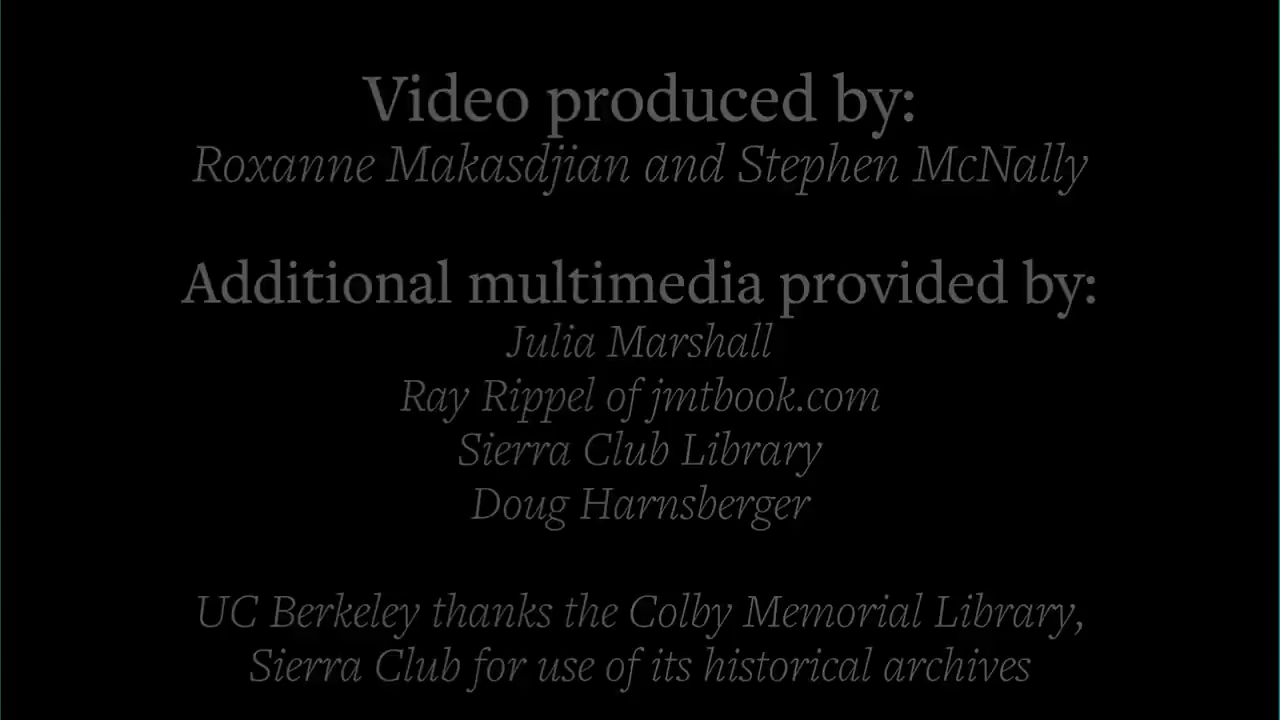 Video produced by:
Roxanne Makasdjian and Stephen McNally
Additional multimedia provided by:
Julia Marshall
Ray Rippel of jmtbook.com
Sierra Club Library
Doug Harnsberger
UC Berkeley thanks the Colby Memorial Library,
Sierra Club for use of its historical archives